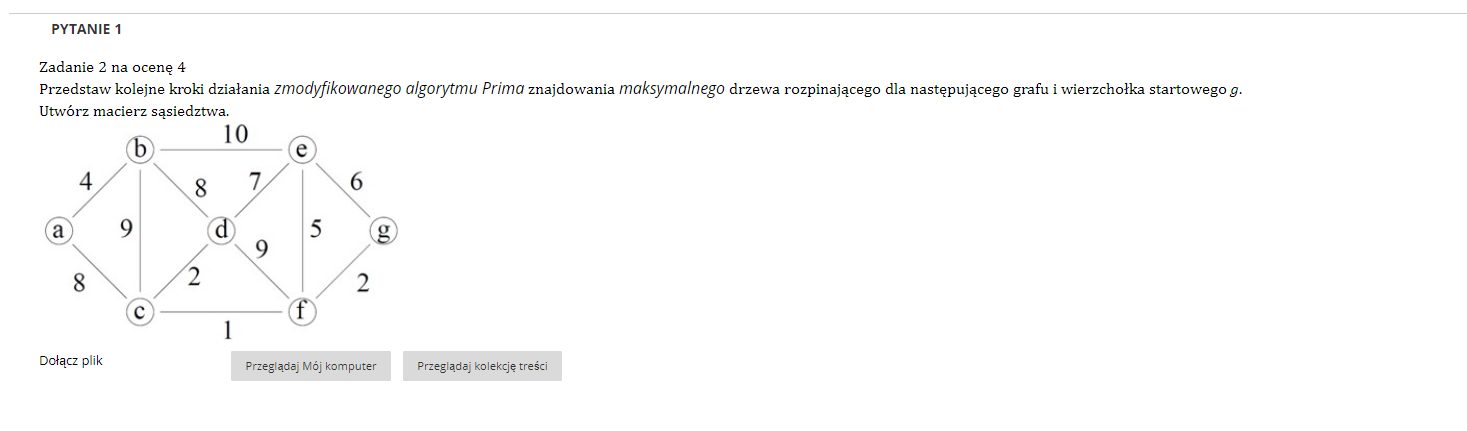 PYTANIE 1
Zadanie 2 na ocenę 4
Przedstaw kolejne kroki działania zmodyfikowanego algorytmu Prima znajdowania maksymalnego drzewa rozpinającego dla następującego grafu i wierzchołka startowego g.
Utwórz macierz sąsiedztwa.
10
b e
4 8 7 6
a 9 d 5 g
9
8 2 2
c f
1
Dołącz plik Przeglądaj Mój komputer Przeglądaj kolekcję treści